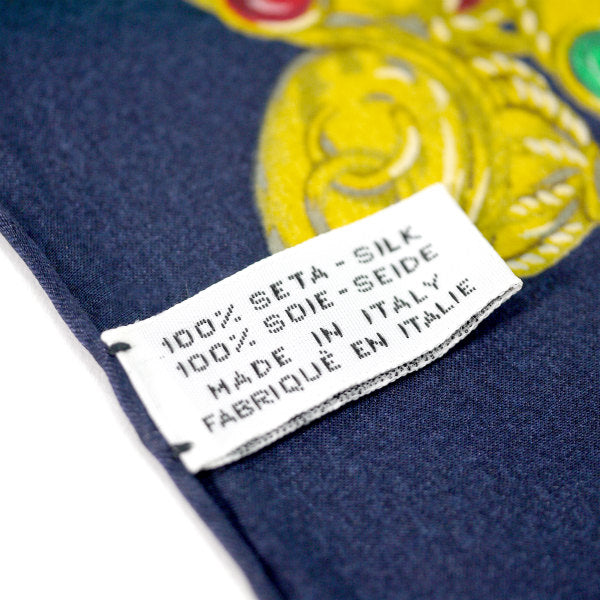 100% SETA-SILK
100% SOIE-SEIDE
MADE IN ITALY
FABRIQUÈ EN ITALIE